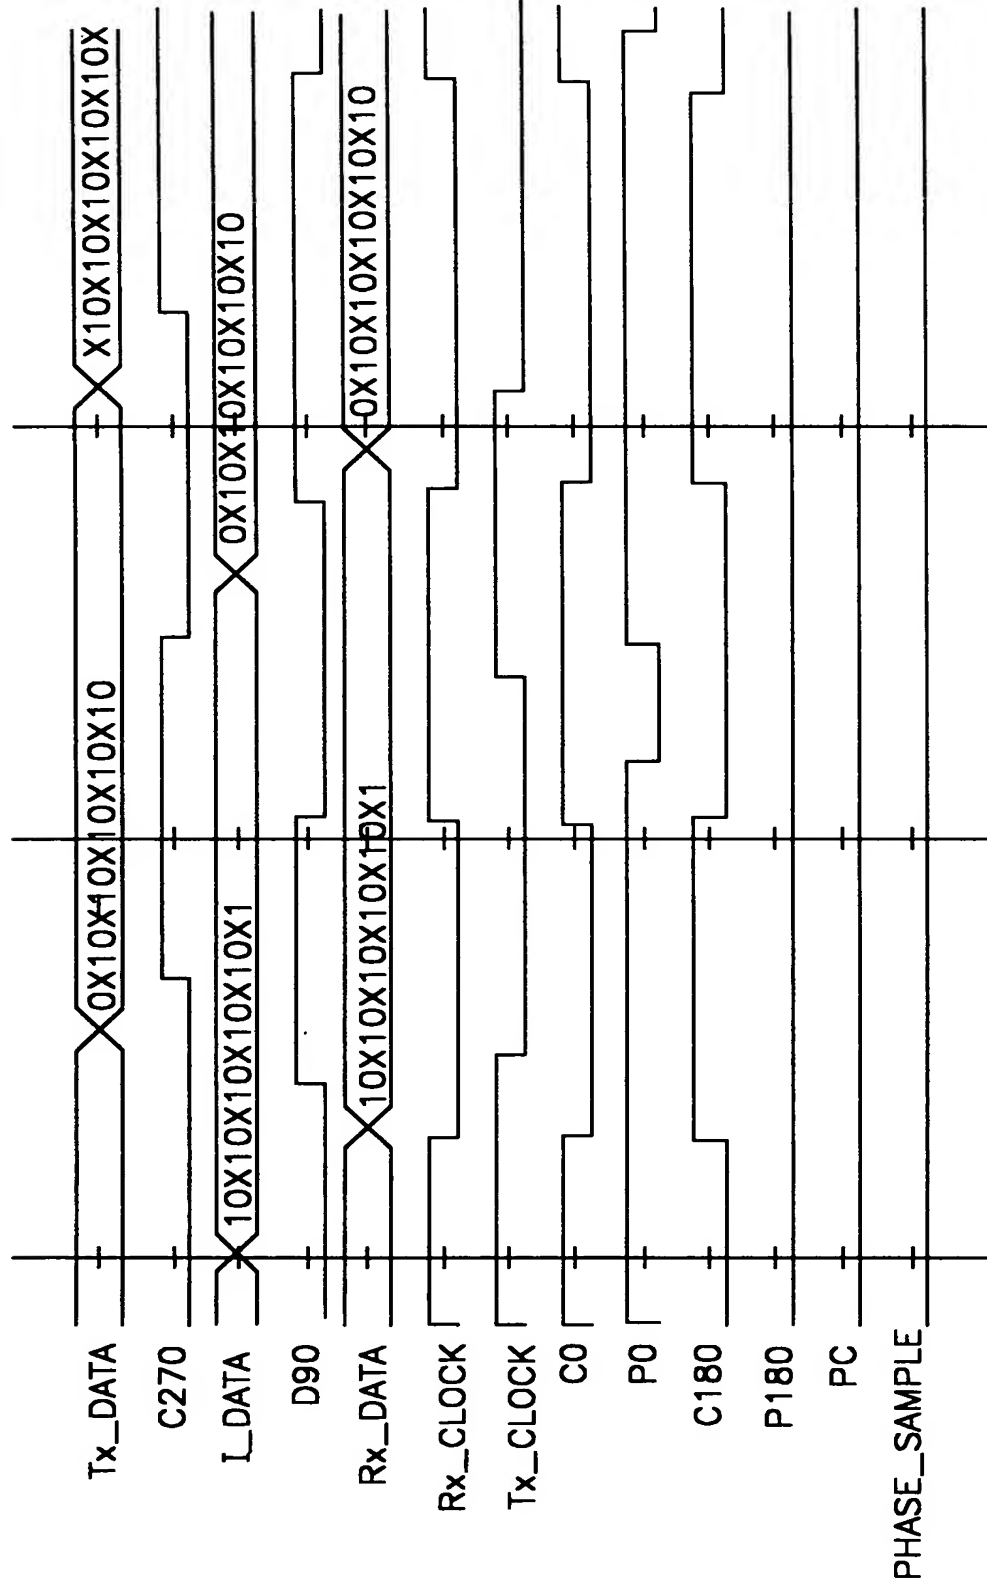 Tx_DATA
0X10X10X10X10X10
X10X10X10X10X10X
C270
I_DATA
10X10X10X10X10X1
0X10X10X10X10X10
D90
Rx_DATA
10X10X10X10X10X1
0X10X10X10X10X10
Rx_CLOCK
Tx_CLOCK
C0
P0
C180
P180
PC
PHASE_SAMPLE